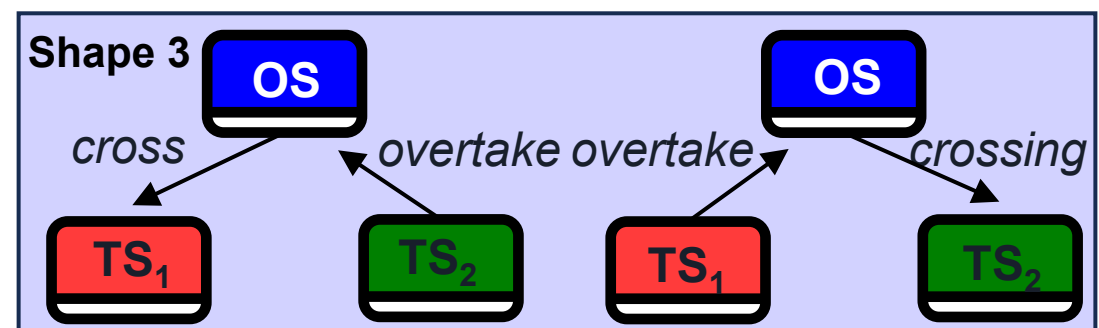 Shape 3
OS
OS
cross
overtake
overtake
crossing
TS₁
TS₂
TS₁
TS₂